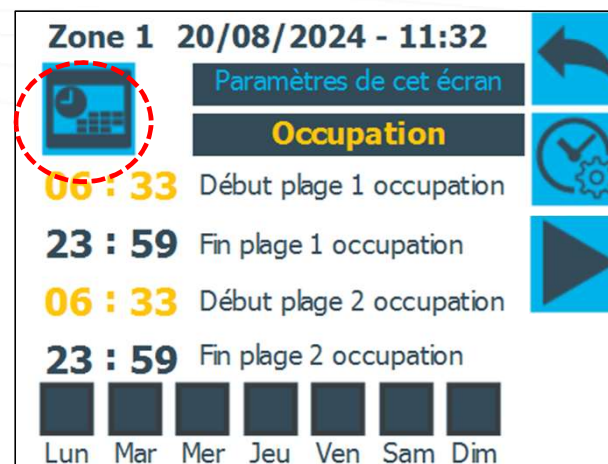 Zone 1 20/08/2024 - 11:32
Paramètres de cet écran
Occupation
06 : 33 Début plage 1 occupation
23 : 59 Fin plage 1 occupation
06 : 33 Début plage 2 occupation
23 : 59 Fin plage 2 occupation
Lun Mar Mer Jeu Ven Sam Dim